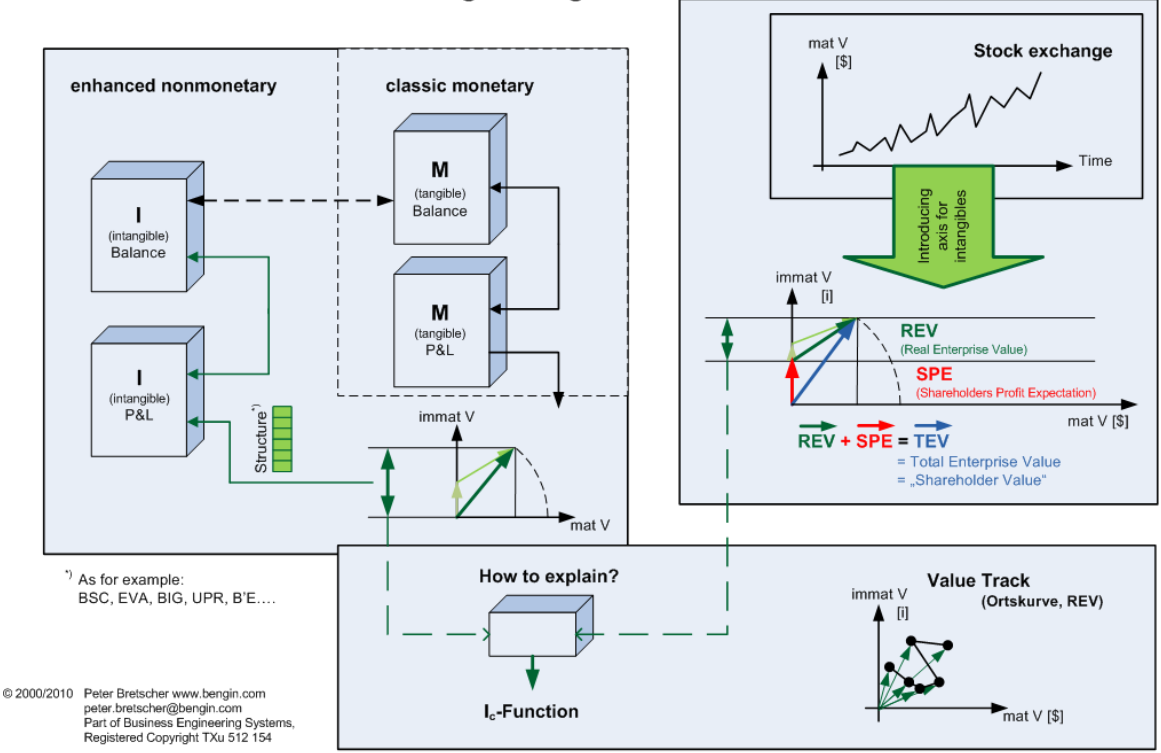 enhanced nonmonetary
classic monetary
I
(intangible)
Balance
M
(tangible)
Balance
I
(intangible)
P&L
M
(tangible)
P&L
Structure*)
immat V
mat V
*) As for example:
BSC, EVA, BIG, UPR, B'E....
mat V
[$]
Stock exchange
Time
Introducing
axis for
intangibles
immat V
[i]
REV
(Real Enterprise Value)
SPE
(Shareholders Profit Expectation)
mat V [$]
REV + SPE = TEV
= Total Enterprise Value
= „Shareholder Value“
How to explain?
Ic-Function
Value Track
(Ortskurve, REV)
immat V
[i]
mat V [$]
© 2000/2010 Peter Bretscher www.bengin.com
peter.bretscher@bengin.com
Part of Business Engineering Systems,
Registered Copyright TXu 512 154